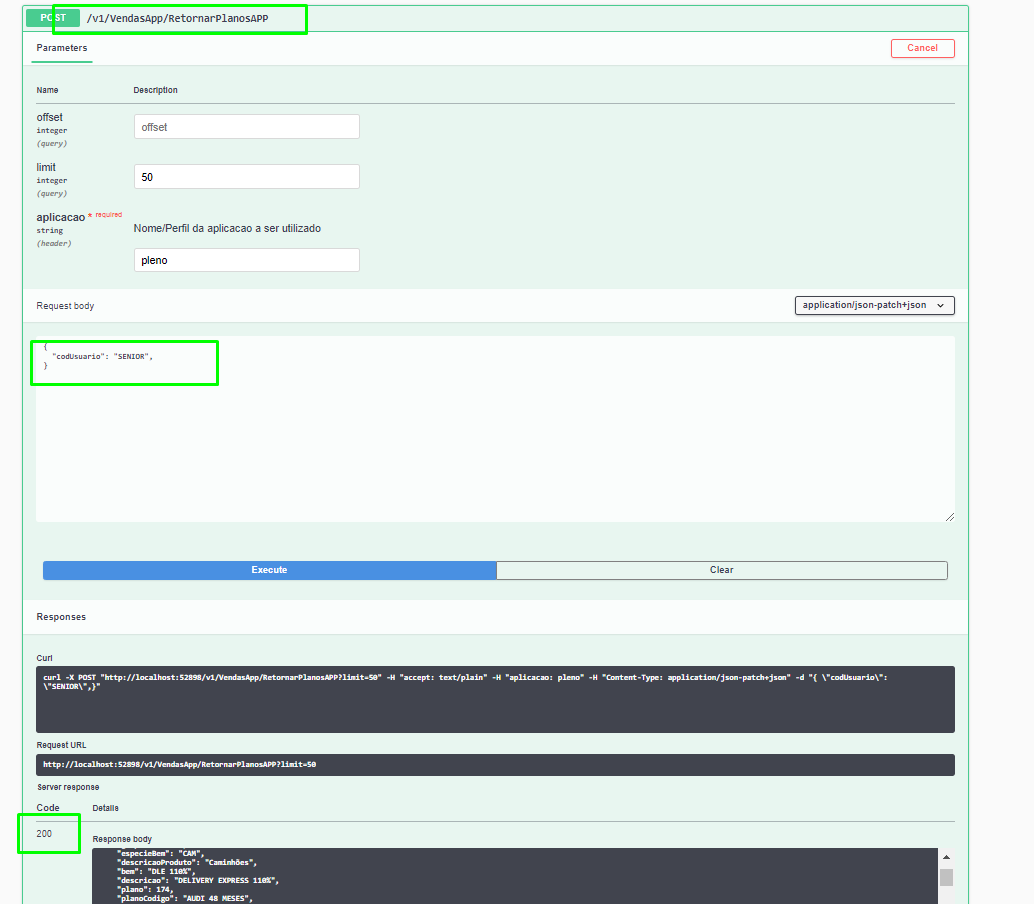 POST /v1/VendasApp/RetornarPlanosAPP
Parameters
Cancel
Name Description
offset
integer
(query)
offset
limit
integer
(query)
50
aplicacao * required
string
(header)
Nome/Perfil da aplicacao a ser utilizado
pleno
Request body
application/json-patch+json
{
"codUsuario": "SENIOR",
}
Execute
Clear
Responses
Curl
curl -X POST "http://localhost:52898/v1/VendasApp/RetornarPlanosAPP?limit=50" -H "accept: text/plain" -H "aplicacao: pleno" -H "Content-Type: application/json-patch+json" -d "{ \"codUsuario\":
\"SENIOR\",}"
Request URL
http://localhost:52898/v1/VendasApp/RetornarPlanosAPP?limit=50
Server response
Code Details
200
Response body
"especieBem": "CAM",
"descricaoProduto": "Caminhões",
"bem": "DLE 110%",
"descricao": "DELIVERY EXPRESS 110%",
"plano": 174,
"planoCodigo": "AUDI 48 MESES",